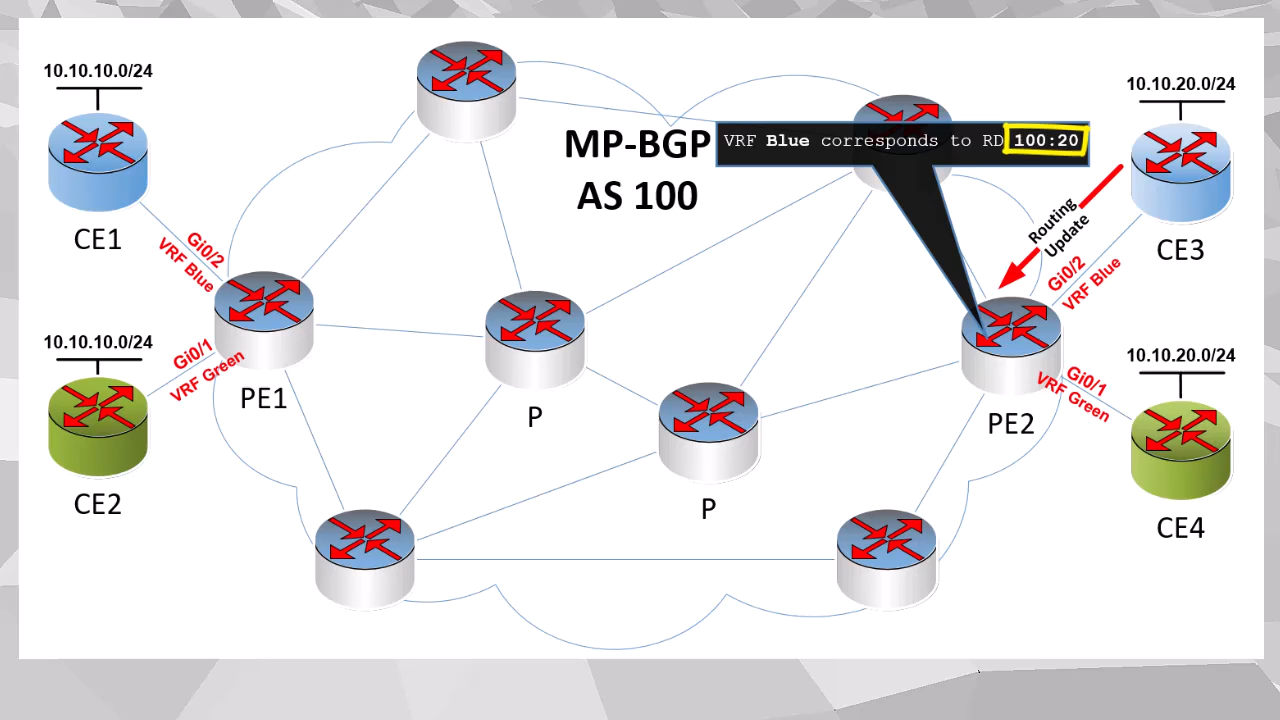 10.10.10.0/24
CE1
Gi0/2
VRF Blue
10.10.10.0/24
CE2
Gi0/1
VRF Green
PE1
MP-BGP
AS 100
VRF Blue corresponds to RD 100:20
P
P
10.10.20.0/24
CE3
Routing
Update
Gi0/2
VRF Blue
PE2
10.10.20.0/24
Gi0/1
VRF Green
CE4